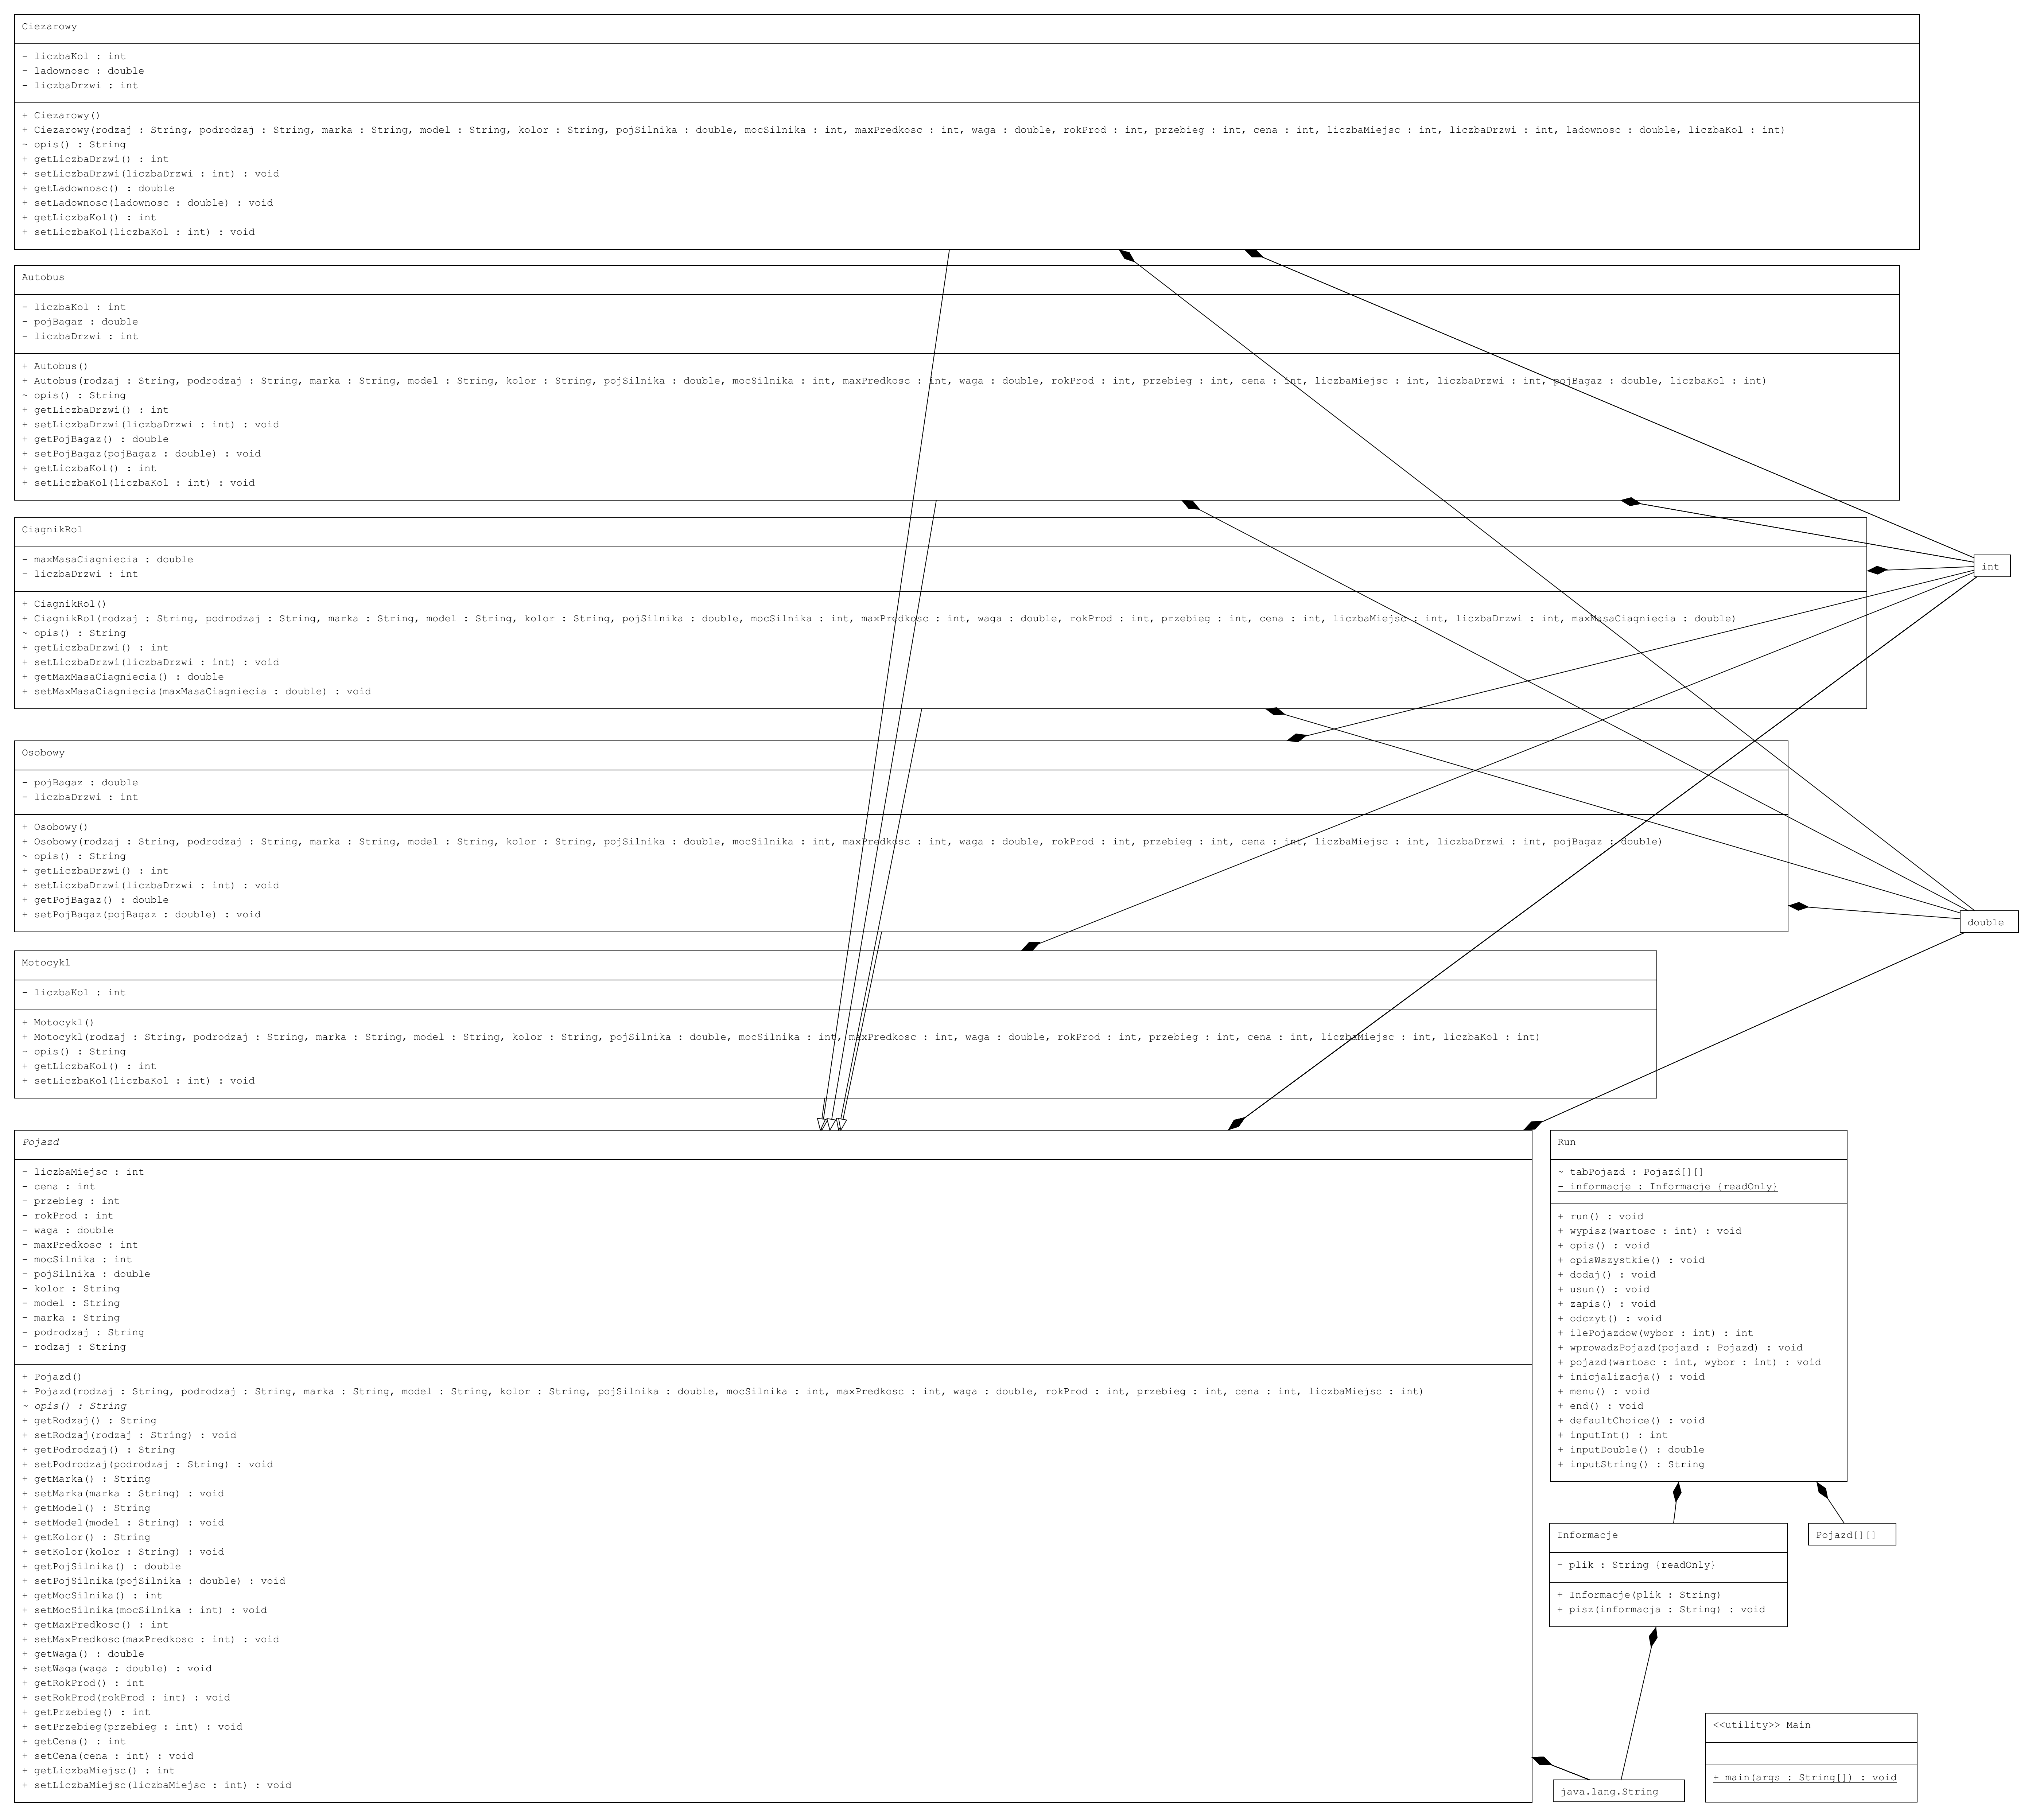 Ciezarowy
- liczbaKol : int
- ladownosc : double
- liczbaDrzwi : int
+ Ciezarowy()
+ Ciezarowy(rodzaj : String, podrodzaj : String, marka : String, model : String, kolor : String, pojSilnika : double, mocSilnika : int, maxPredkosc : int, waga : double, rokProd : int, przebieg : int, cena : int, liczbaMiejsc : int, liczbaDrzwi : int, ladownosc : double, liczbaKol : int)
~ opis() : String
+ getLiczbaDrzwi() : int
+ setLiczbaDrzwi(liczbaDrzwi : int) : void
+ getLadownosc() : double
+ setLadownosc(ladownosc : double) : void
+ getLiczbaKol() : int
+ setLiczbaKol(liczbaKol : int) : void
Autobus
- liczbaKol : int
- pojBagaz : double
- liczbaDrzwi : int
+ Autobus()
+ Autobus(rodzaj : String, podrodzaj : String, marka : String, model : String, kolor : String, pojSilnika : double, mocSilnika : int, maxPredkosc : int, waga : double, rokProd : int, przebieg : int, cena : int, liczbaMiejsc : int, liczbaDrzwi : int, pojBagaz : double, liczbaKol : int)
~ opis() : String
+ getLiczbaDrzwi() : int
+ setLiczbaDrzwi(liczbaDrzwi : int) : void
+ getPojBagaz() : double
+ setPojBagaz(pojBagaz : double) : void
+ getLiczbaKol() : int
+ setLiczbaKol(liczbaKol : int) : void
CiagnikRol
- maxMasaCiagniecia : double
- liczbaDrzwi : int
+ CiagnikRol()
+ CiagnikRol(rodzaj : String, podrodzaj : String, marka : String, model : String, kolor : String, pojSilnika : double, mocSilnika : int, maxPredkosc : int, waga : double, rokProd : int, przebieg : int, cena : int, liczbaMiejsc : int, liczbaDrzwi : int, maxMasaCiagniecia : double)
~ opis() : String
+ getLiczbaDrzwi() : int
+ setLiczbaDrzwi(liczbaDrzwi : int) : void
+ getMaxMasaCiagniecia() : double
+ setMaxMasaCiagniecia(maxMasaCiagniecia : double) : void
int
Osobowy
- pojBagaz : double
- liczbaDrzwi : int
+ Osobowy()
+ Osobowy(rodzaj : String, podrodzaj : String, marka : String, model : String, kolor : String, pojSilnika : double, mocSilnika : int, maxPredkosc : int, waga : double, rokProd : int, przebieg : int, cena : int, liczbaMiejsc : int, liczbaDrzwi : int, pojBagaz : double)
~ opis() : String
+ getLiczbaDrzwi() : int
+ setLiczbaDrzwi(liczbaDrzwi : int) : void
+ getPojBagaz() : double
+ setPojBagaz(pojBagaz : double) : void
double
Motocykl
- liczbaKol : int
+ Motocykl()
+ Motocykl(rodzaj : String, podrodzaj : String, marka : String, model : String, kolor : String, pojSilnika : double, mocSilnika : int, maxPredkosc : int, waga : double, rokProd : int, przebieg : int, cena : int, liczbaMiejsc : int, liczbaKol : int)
~ opis() : String
+ getLiczbaKol() : int
+ setLiczbaKol(liczbaKol : int) : void
Pojazd
- liczbaMiejsc : int
- cena : int
- przebieg : int
- rokProd : int
- waga : double
- maxPredkosc : int
- mocSilnika : int
- pojSilnika : double
- kolor : String
- model : String
- marka : String
- podrodzaj : String
- rodzaj : String
+ Pojazd()
+ Pojazd(rodzaj : String, podrodzaj : String, marka : String, model : String, kolor : String, pojSilnika : double, mocSilnika : int, maxPredkosc : int, waga : double, rokProd : int, przebieg : int, cena : int, liczbaMiejsc : int)
~ opis() : String
+ getRodzaj() : String
+ setRodzaj(rodzaj : String) : void
+ getPodrodzaj() : String
+ setPodrodzaj(podrodzaj : String) : void
+ getMarka() : String
+ setMarka(marka : String) : void
+ getModel() : String
+ setModel(model : String) : void
+ getKolor() : String
+ setKolor(kolor : String) : void
+ getPojSilnika() : double
+ setPojSilnika(pojSilnika : double) : void
+ getMocSilnika() : int
+ setMocSilnika(mocSilnika : int) : void
+ getMaxPredkosc() : int
+ setMaxPredkosc(maxPredkosc : int) : void
+ getWaga() : double
+ setWaga(waga : double) : void
+ getRokProd() : int
+ setRokProd(rokProd : int) : void
+ getPrzebieg() : int
+ setPrzebieg(przebieg : int) : void
+ getCena() : int
+ setCena(cena : int) : void
+ getLiczbaMiejsc() : int
+ setLiczbaMiejsc(liczbaMiejsc : int) : void
Run
~ tabPojazd : Pojazd[][]
- informacje : Informacje {readOnly}
+ run() : void
+ wypisz(wartosc : int) : void
+ opis() : void
+ opisWszystkie() : void
+ dodaj() : void
+ usun() : void
+ zapis() : void
+ odczyt() : void
+ ilePojazdow(wybor : int) : int
+ wprowadzPojazd(pojazd : Pojazd) : void
+ pojazd(wartosc : int, wybor : int) : void
+ inicjalizacja() : void
+ menu() : void
+ end() : void
+ defaultChoice() : void
+ inputInt() : int
+ inputDouble() : double
+ inputString() : String
Informacje
- plik : String {readOnly}
+ Informacje(plik : String)
+ pisz(informacja : String) : void
Pojazd[][]
<<utility>> Main
+ main(args : String[]) : void
java.lang.String